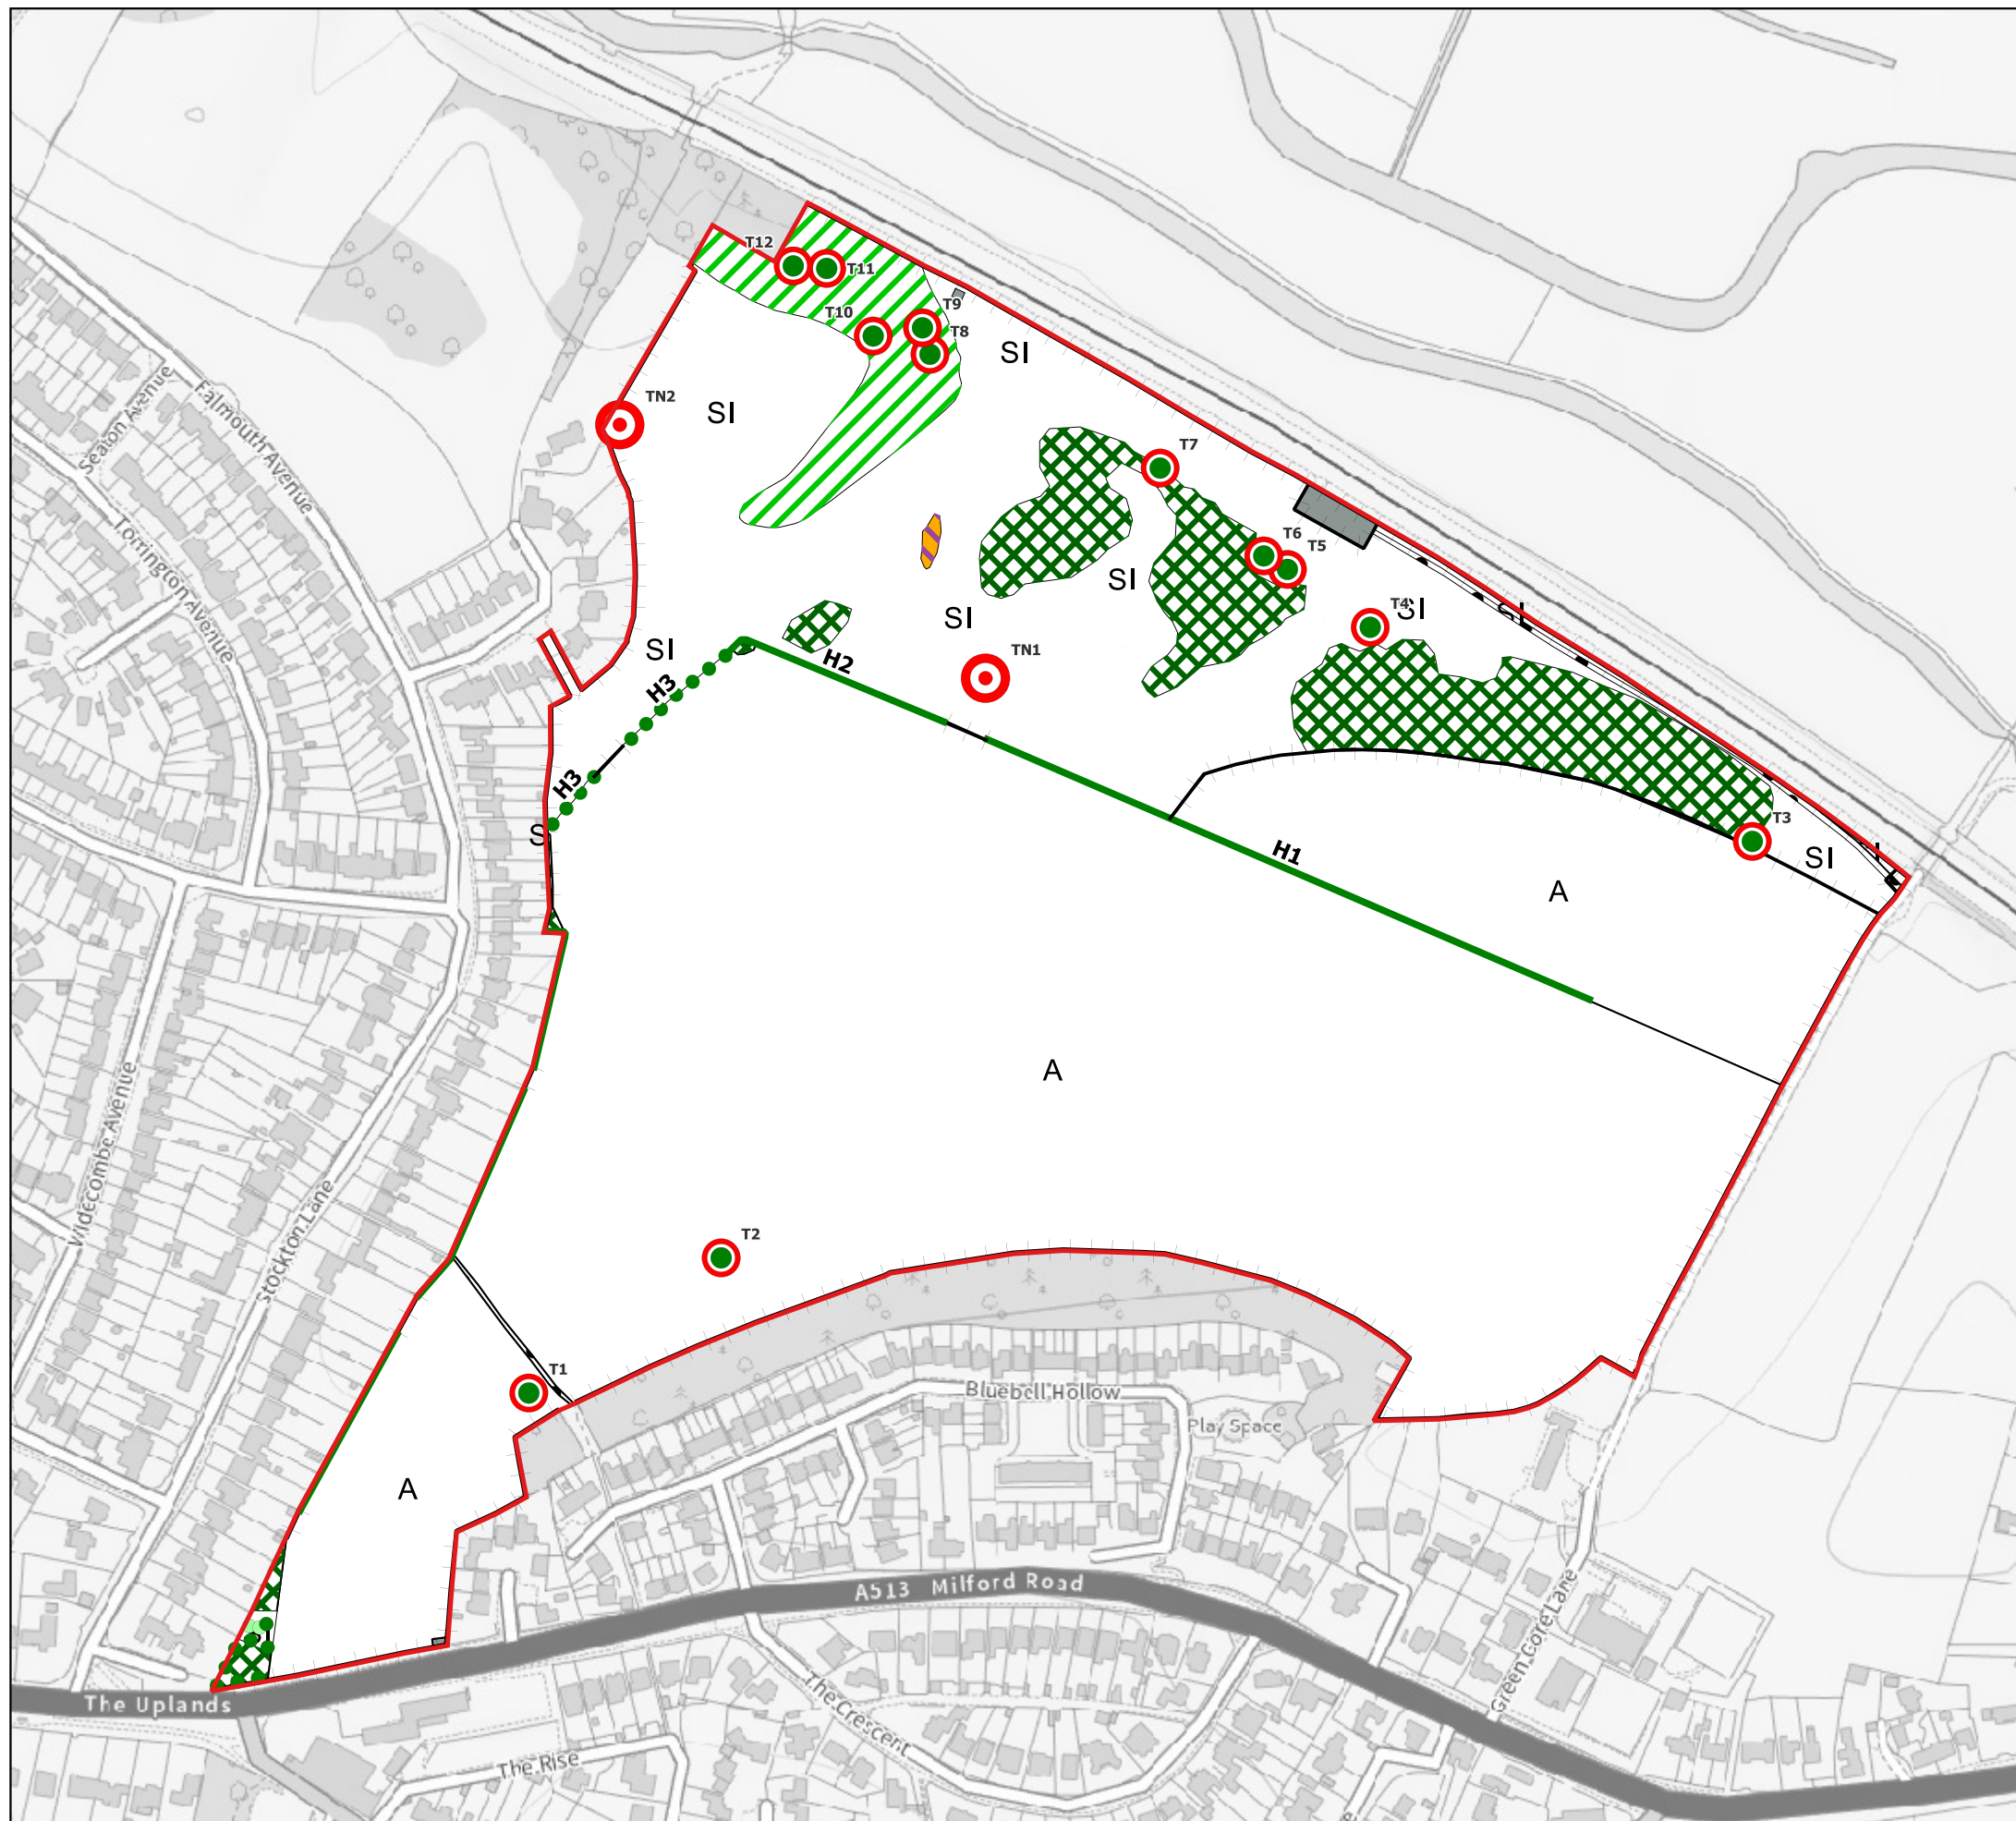 T12
T11
T10
T9
T8
SI
TN2
SI
Seaton Avenue
Falmouth Avenue
Torrington Avenue
T7
T6
T5
SI
T4
SI
SI
SI
SI
TN1
H2
H3
H3
S
H1
T3
SI
A
A
Widecombe Avenue
Stockton Lane
T2
T1
A
Bluebell Hollow
Play Space
A513 Milford Road
Green Gore Lane
The Uplands
The Crescent
The Rise